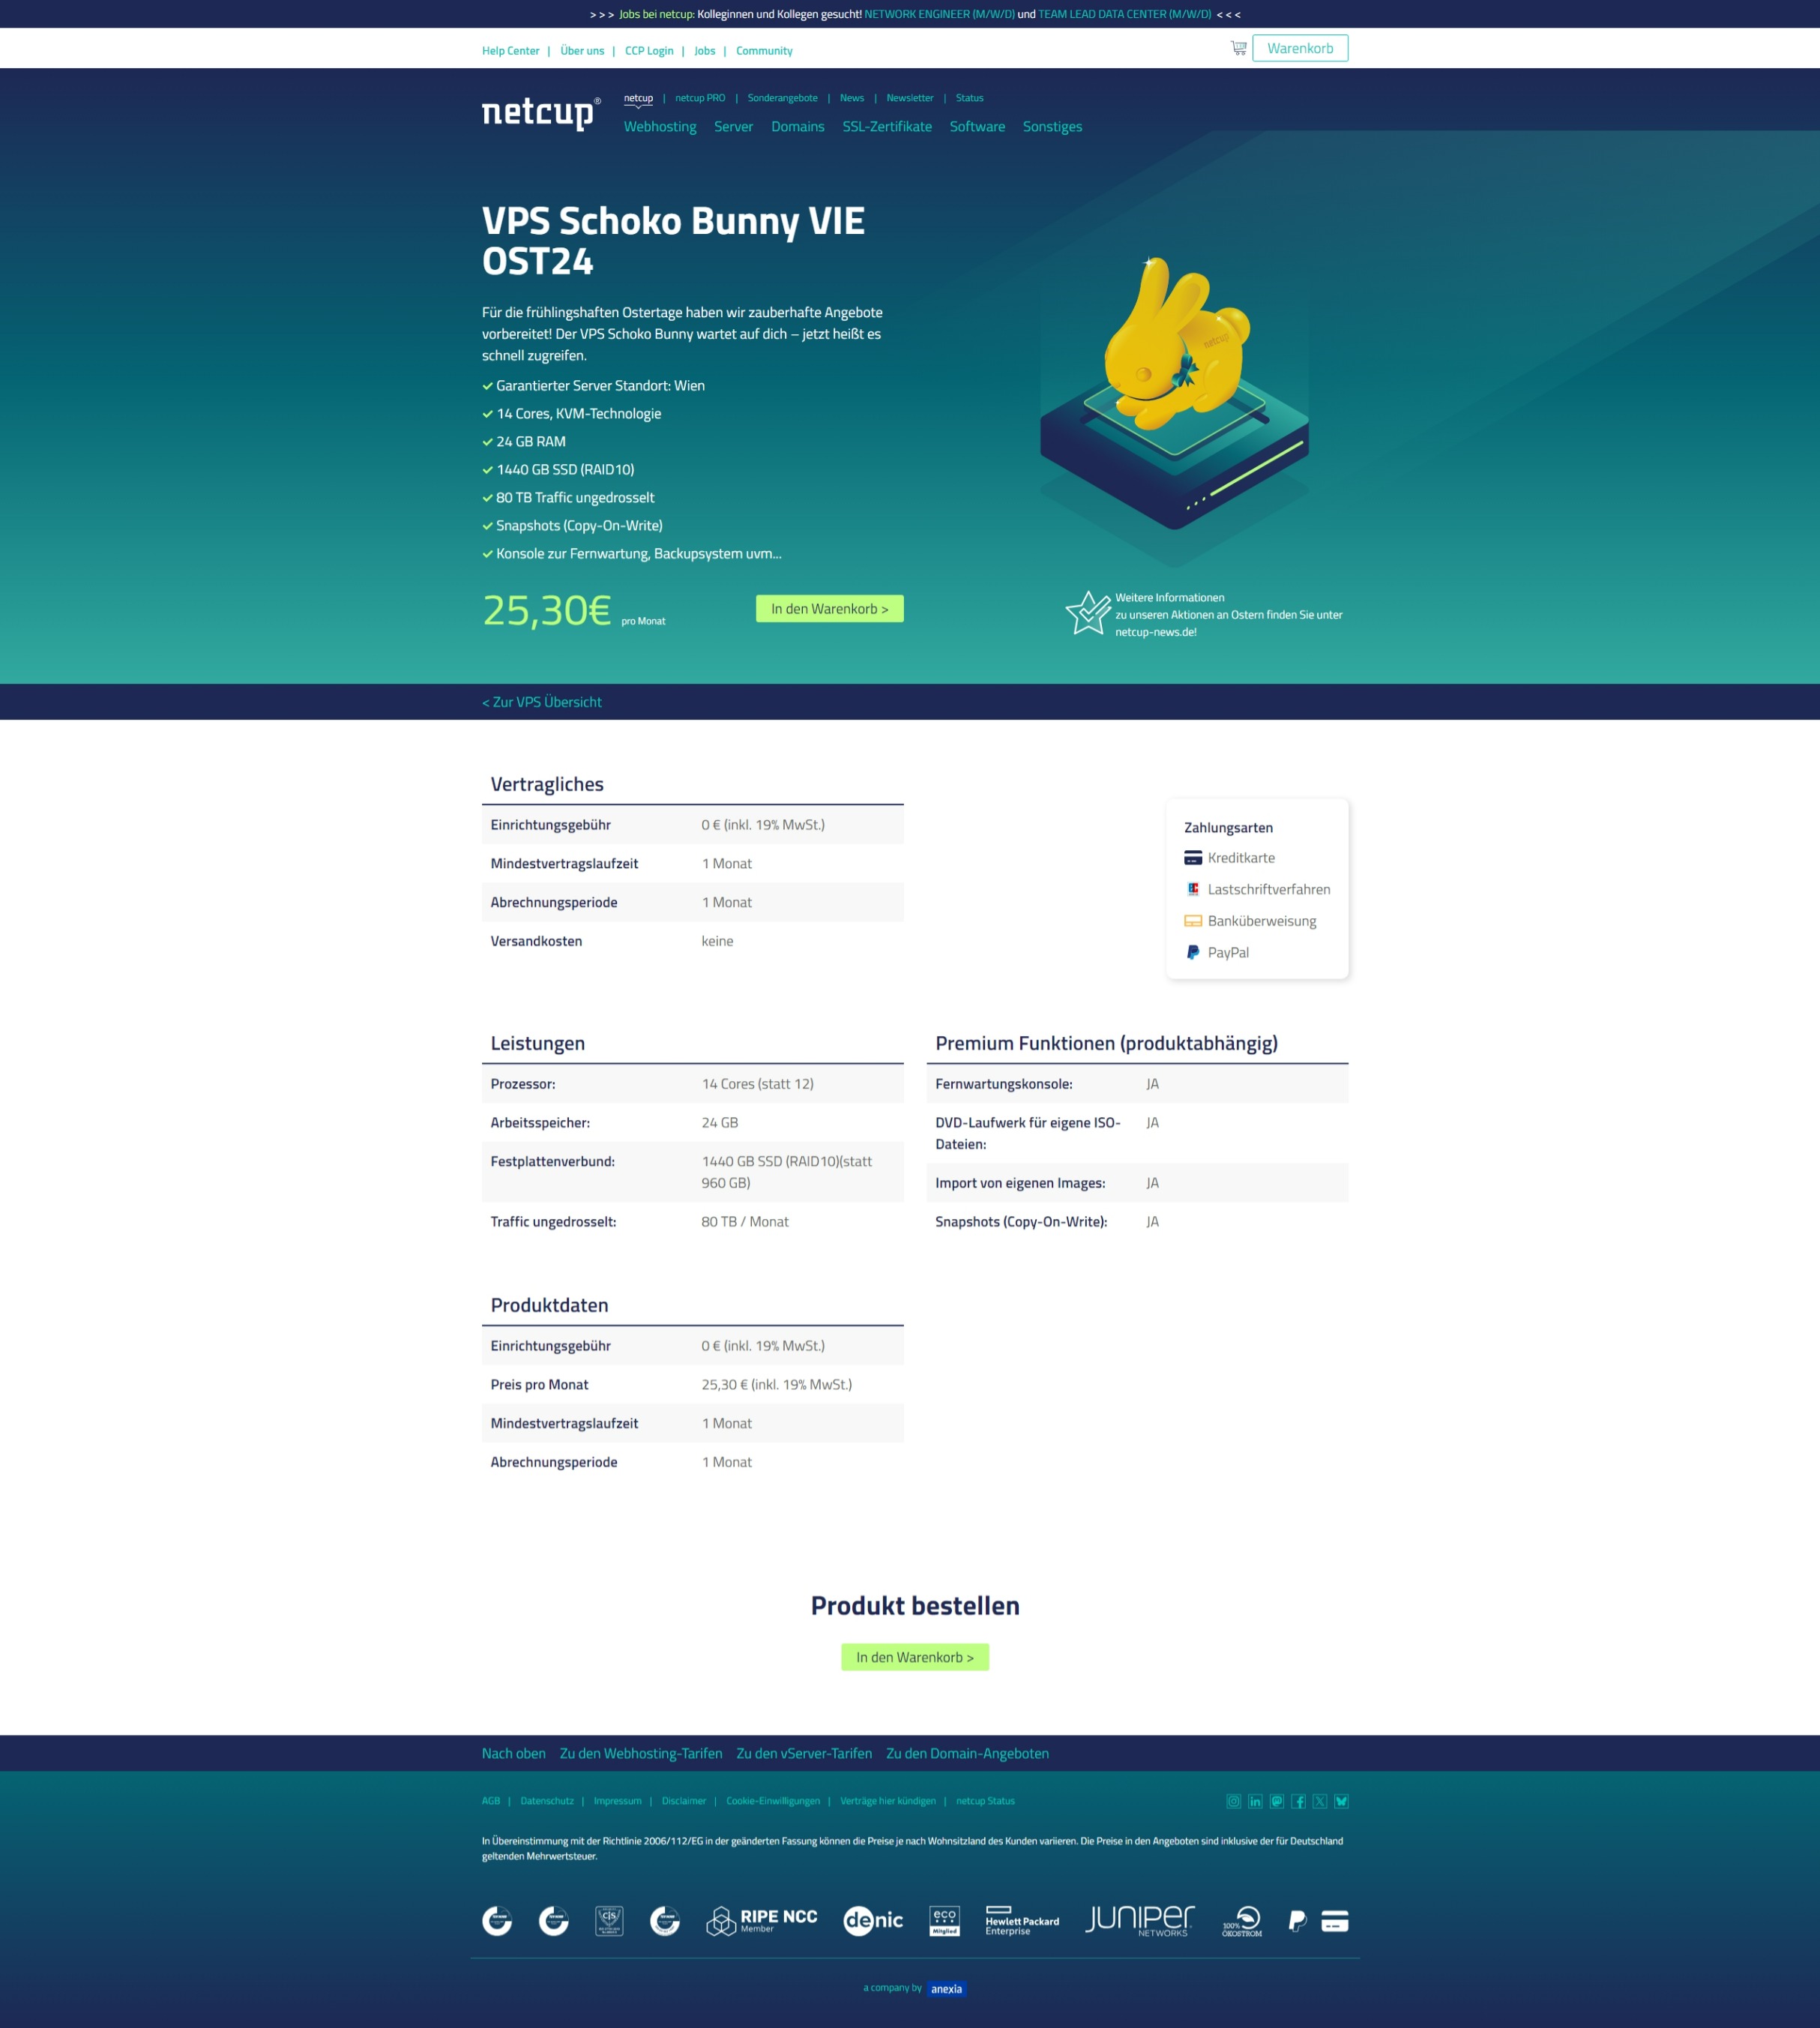 > > > Jobs bei netcup: Kolleginnen und Kollegen gesucht! NETWORK ENGINEER (M/W/D) und TEAM LEAD DATA CENTER (M/W/D) < < <
Help Center | Über uns | CCP Login | Jobs | Community
Warenkorb
netcup®
netcup | netcup PRO | Sonderangebote | News | Newsletter | Status
Webhosting Server Domains SSL-Zertifikate Software Sonstiges
VPS Schoko Bunny VIE
OST24
Für die frühlingshaften Ostertage haben wir zauberhafte Angebote
vorbereitet! Der VPS Schoko Bunny wartet auf dich – jetzt heißt es
schnell zugreifen.
Garantierter Server Standort: Wien
14 Cores, KVM-Technologie
24 GB RAM
1440 GB SSD (RAID10)
80 TB Traffic ungedrosselt
Snapshots (Copy-On-Write)
Konsole zur Fernwartung, Backupsystem uvm...
netcup
25,30€ pro Monat
In den Warenkorb >
Weitere Informationen
zu unseren Aktionen an Ostern finden Sie unter
netcup-news.de!
< Zur VPS Übersicht
Vertragliches
Einrichtungsgebühr 0 € (inkl. 19% MwSt.)
Mindestvertragslaufzeit 1 Monat
Abrechnungsperiode 1 Monat
Versandkosten keine
Zahlungsarten
Kreditkarte
Lastschriftverfahren
Banküberweisung
PayPal
Leistungen
Prozessor: 14 Cores (statt 12)
Arbeitsspeicher: 24 GB
Festplattenverbund: 1440 GB SSD (RAID10)(statt
960 GB)
Traffic ungedrosselt: 80 TB / Monat
Premium Funktionen (produktabhängig)
Fernwartungskonsole: JA
DVD-Laufwerk für eigene ISO- JA
Dateien:
Import von eigenen Images: JA
Snapshots (Copy-On-Write): JA
Produktdaten
Einrichtungsgebühr 0 € (inkl. 19% MwSt.)
Preis pro Monat 25,30 € (inkl. 19% MwSt.)
Mindestvertragslaufzeit 1 Monat
Abrechnungsperiode 1 Monat
Produkt bestellen
In den Warenkorb >
Nach oben Zu den Webhosting-Tarifen Zu den vServer-Tarifen Zu den Domain-Angeboten
AGB | Datenschutz | Impressum | Disclaimer | Cookie-Einwilligungen | Verträge hier kündigen | netcup Status
In Übereinstimmung mit der Richtlinie 2006/112/EG in der geänderten Fassung können die Preise je nach Wohnsitzland des Kunden variieren. Die Preise in den Angeboten sind inklusive der für Deutschland
geltenden Mehrwertsteuer.
cjs
RIPE NCC
Member
denic
eco
Mitglied
Hewlett Packard
Enterprise
JUNIPER
NETWORKS
100%
ÖKOSTROM
a company by anexia